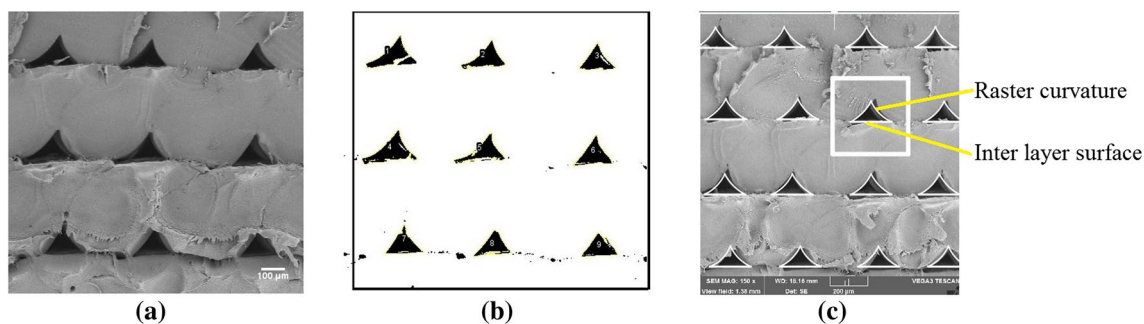 100 µm
(a)
1
2
3
4
5
6
7
8
9
(b)
SEM MAG: 150 x
WD: 18.16 mm
VEGA3 TESCAN
View field: 1.38 mm
Det: SE
200 µm
Raster curvature
Inter layer surface
(c)